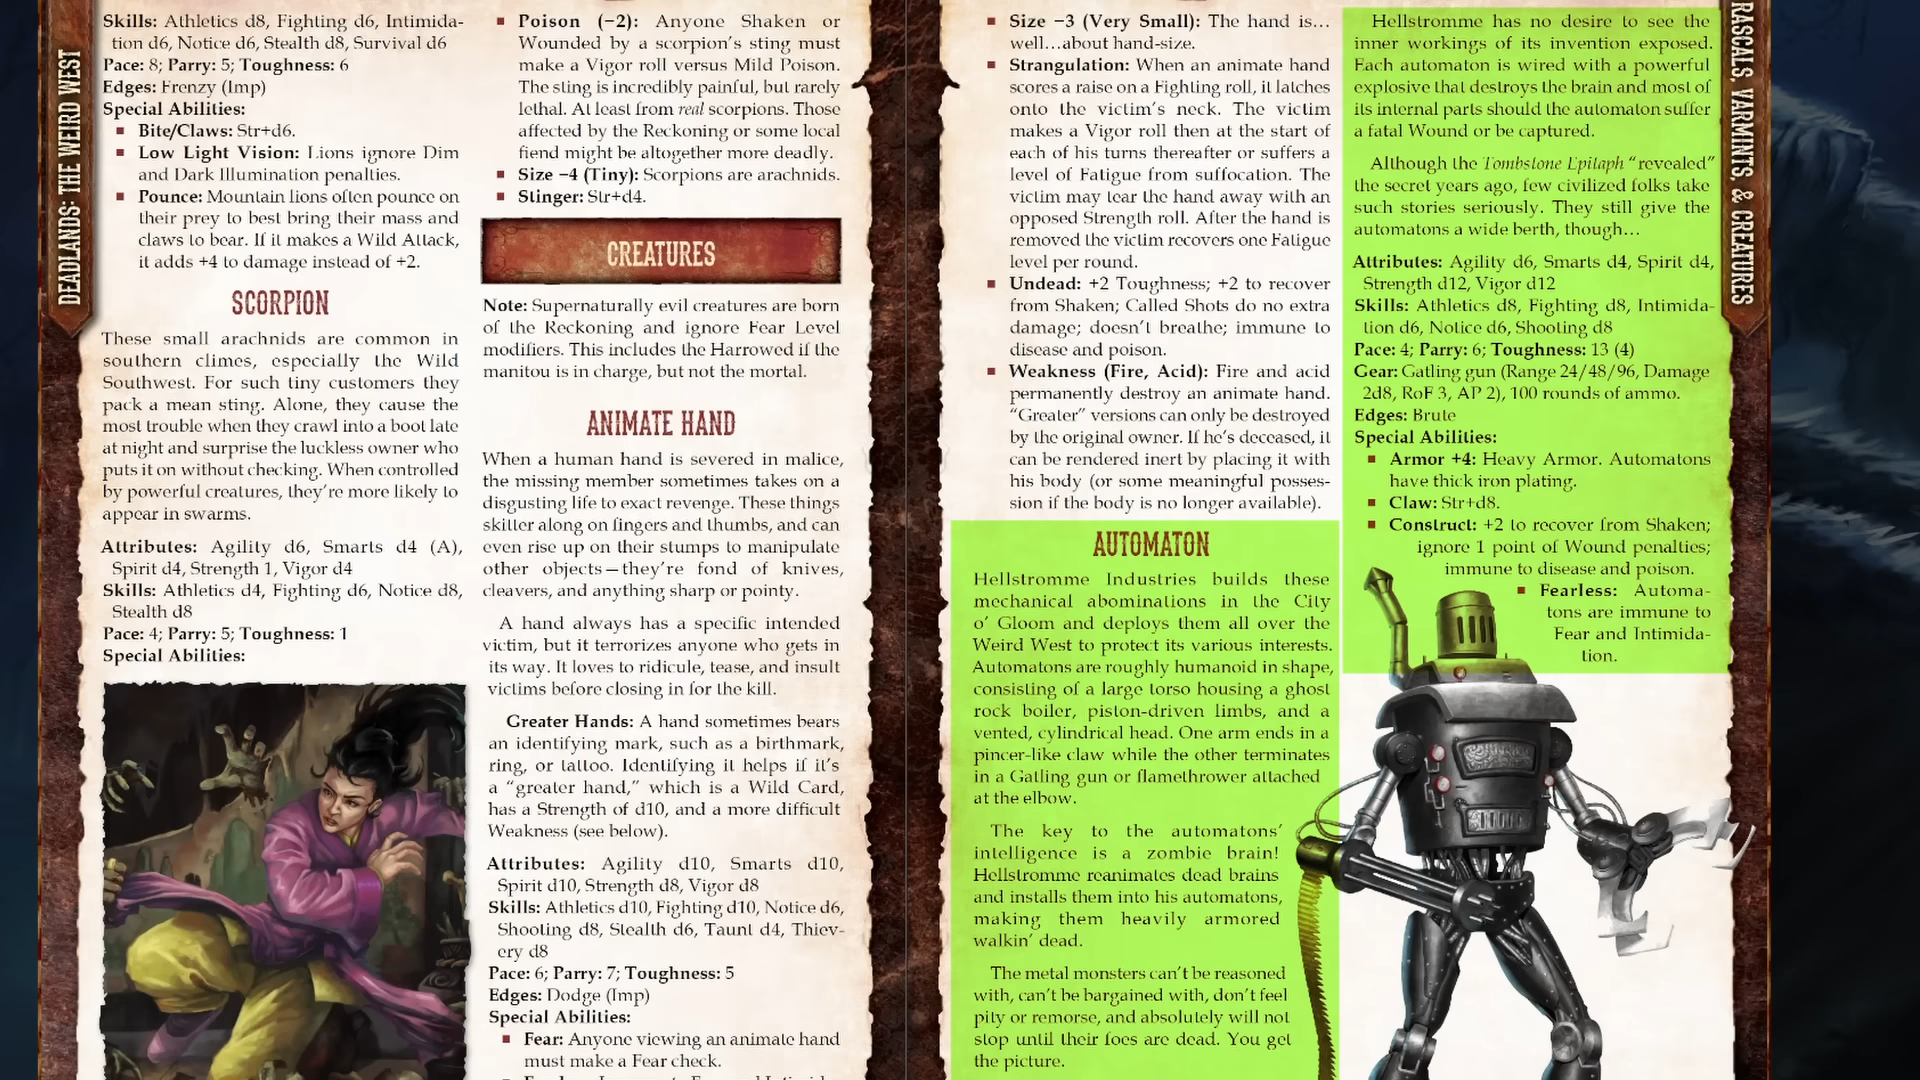 DEADLANDS: THE WEIRD WEST
Skills: Athletics d8, Fighting d6, Intimida-
tion d6, Notice d6, Stealth d8, Survival d6
Pace: 8; Parry: 5; Toughness: 6
Edges: Frenzy (Imp)
Special Abilities:
■ Bite/Claws: Str+d6.
■ Low Light Vision: Lions ignore Dim
and Dark Illumination penalties.
■ Pounce: Mountain lions often pounce on
their prey to best bring their mass and
claws to bear. If it makes a Wild Attack,
it adds +4 to damage instead of +2.
SCORPION
These small arachnids are common in
southern climes, especially the Wild
Southwest. For such tiny customers they
pack a mean sting. Alone, they cause the
most trouble when they crawl into a boot late
at night and surprise the luckless owner who
puts it on without checking. When controlled
by powerful creatures, they're more likely to
appear in swarms.
Attributes: Agility d6, Smarts d4 (A),
Spirit d4, Strength 1, Vigor d4
Skills: Athletics d4, Fighting d6, Notice d8,
Stealth d8
Pace: 4; Parry: 5; Toughness: 1
Special Abilities:
■ Poison (−2): Anyone Shaken or
Wounded by a scorpion's sting must
make a Vigor roll versus Mild Poison.
The sting is incredibly painful, but rarely
lethal. At least from real scorpions. Those
affected by the Reckoning or some local
fiend might be altogether more deadly.
■ Size −4 (Tiny): Scorpions are arachnids.
■ Stinger: Str+d4.
CREATURES
Note: Supernaturally evil creatures are born
of the Reckoning and ignore Fear Level
modifiers. This includes the Harrowed if the
manitou is in charge, but not the mortal.
ANIMATE HAND
When a human hand is severed in malice,
the missing member sometimes takes on a
disgusting life to exact revenge. These things
skitter along on fingers and thumbs, and can
even rise up on their stumps to manipulate
other objects—they're fond of knives,
cleavers, and anything sharp or pointy.
A hand always has a specific intended
victim, but it terrorizes anyone who gets in
its way. It loves to ridicule, tease, and insult
victims before closing in for the kill.
Greater Hands: A hand sometimes bears
an identifying mark, such as a birthmark,
ring, or tattoo. Identifying it helps if it's
a “greater hand,” which is a Wild Card,
has a Strength of d10, and a more difficult
Weakness (see below).
Attributes: Agility d10, Smarts d10,
Spirit d10, Strength d8, Vigor d8
Skills: Athletics d10, Fighting d10, Notice d6,
Shooting d8, Stealth d6, Taunt d4, Thiev-
ery d8
Pace: 6; Parry: 7; Toughness: 5
Edges: Dodge (Imp)
Special Abilities:
■ Fear: Anyone viewing an animate hand
must make a Fear check.
■ Size −3 (Very Small): The hand is…
well…about hand-size.
■ Strangulation: When an animate hand
scores a raise on a Fighting roll, it latches
onto the victim's neck. The victim
makes a Vigor roll then at the start of
each of his turns thereafter or suffers a
level of Fatigue from suffocation. The
victim may tear the hand away with an
opposed Strength roll. After the hand is
removed the victim recovers one Fatigue
level per round.
■ Undead: +2 Toughness; +2 to recover
from Shaken; Called Shots do no extra
damage; doesn't breathe; immune to
disease and poison.
■ Weakness (Fire, Acid): Fire and acid
permanently destroy an animate hand.
“Greater” versions can only be destroyed
by the original owner. If he's deceased, it
can be rendered inert by placing it with
his body (or some meaningful posses-
sion if the body is no longer available).
AUTOMATON
Hellstromme Industries builds these
mechanical abominations in the City
o' Gloom and deploys them all over the
Weird West to protect its various interests.
Automatons are roughly humanoid in shape,
consisting of a large torso housing a ghost
rock boiler, piston-driven limbs, and a
vented, cylindrical head. One arm ends in a
pincer-like claw while the other terminates
in a Gatling gun or flamethrower attached
at the elbow.
The key to the automatons'
intelligence is a zombie brain!
Hellstromme reanimates dead brains
and installs them into his automatons,
making them heavily armored
walkin' dead.
The metal monsters can't be reasoned
with, can't be bargained with, don't feel
pity or remorse, and absolutely will not
stop until their foes are dead. You get
the picture.
Hellstromme has no desire to see the
inner workings of its invention exposed.
Each automaton is wired with a powerful
explosive that destroys the brain and most of
its internal parts should the automaton suffer
a fatal Wound or be captured.
Although the Tombstone Epitaph “revealed”
the secret years ago, few civilized folks take
such stories seriously. They still give the
automatons a wide berth, though…
Attributes: Agility d6, Smarts d4, Spirit d4,
Strength d12, Vigor d12
Skills: Athletics d8, Fighting d8, Intimida-
tion d6, Notice d6, Shooting d8
Pace: 4; Parry: 6; Toughness: 13 (4)
Gear: Gatling gun (Range 24/48/96, Damage
2d8, RoF 3, AP 2), 100 rounds of ammo.
Edges: Brute
Special Abilities:
■ Armor +4: Heavy Armor. Automatons
have thick iron plating.
■ Claw: Str+d8.
■ Construct: +2 to recover from Shaken;
ignore 1 point of Wound penalties;
immune to disease and poison.
■ Fearless: Automa-
tons are immune to
Fear and Intimida-
tion.
RASCALS, VARMINTS, & CREATURES